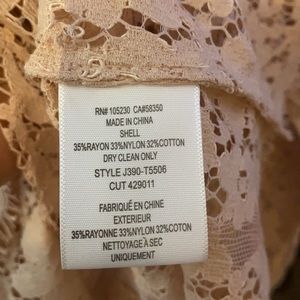 RN# 105230 CA#58350
MADE IN CHINA
SHELL
35%RAYON 33%NYLON 32%COTTON
DRY CLEAN ONLY
STYLE J390-T5506
CUT 429011
FABRIQUÉ EN CHINE
EXTERIEUR
35%RAYONNE 33%NYLON 32%COTON
NETTOYAGE À SEC
UNIQUEMENT